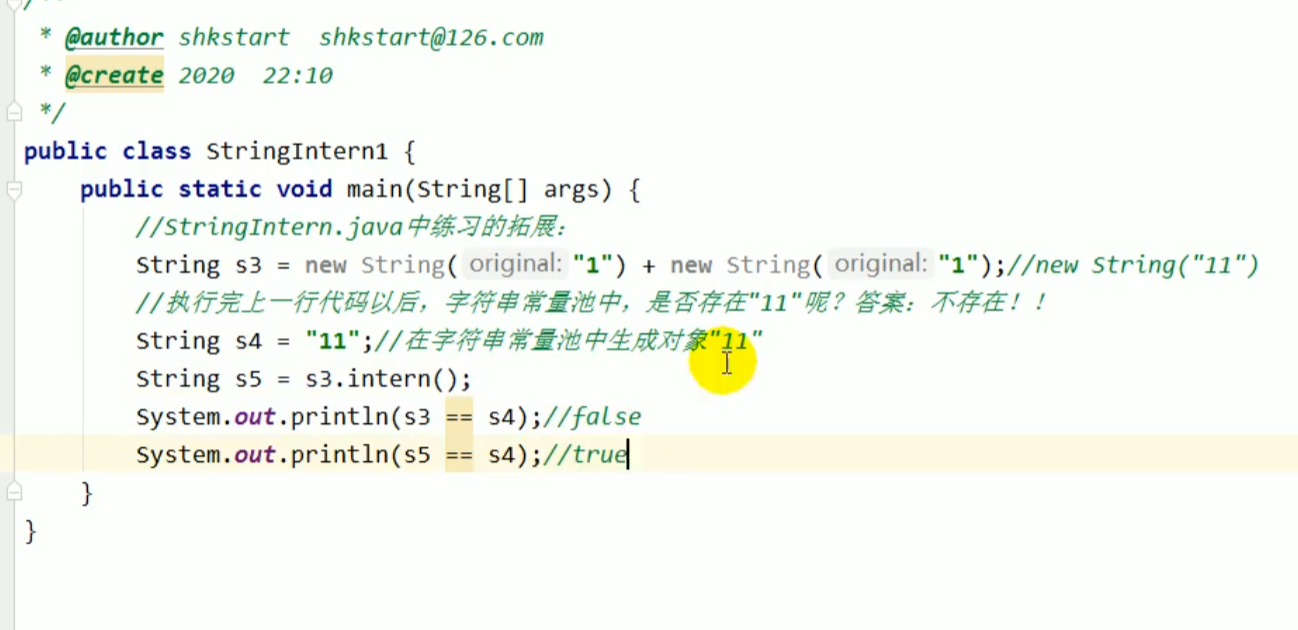 * @author shkstart  shkstart@126.com
* @create 2020  22:10
*/
public class StringIntern1 {
public static void main(String[] args) {
//StringIntern.java中练习的拓展：
String s3 = new String( original: "1") + new String( original: "1");//new String("11")
//执行完上一行代码以后，字符串常量池中，是否存在"11"呢？答案：不存在！！
String s4 = "11";//在字符串常量池中生成对象"11"
String s5 = s3.intern();
System.out.println(s3 == s4);//false
System.out.println(s5 == s4);//true
}
}